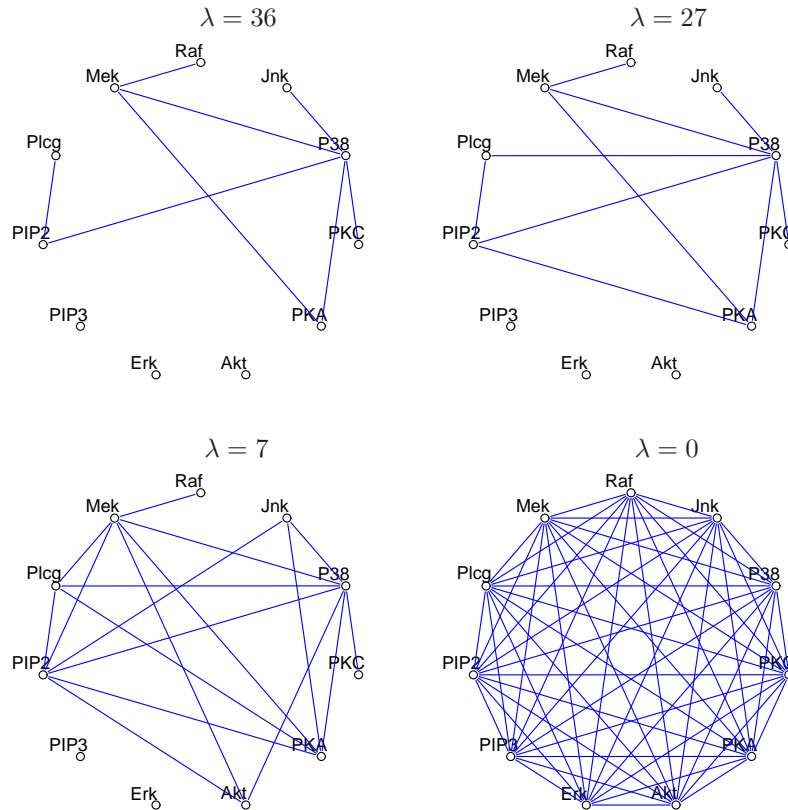 λ = 36
Raf
Mek
Jnk
Plcg
P38
PIP2
PKC
PIP3
PKA
Erk
Akt
λ = 27
Raf
Mek
Jnk
Plcg
P38
PIP2
PKC
PIP3
PKA
Erk
Akt
λ = 7
Raf
Mek
Jnk
Plcg
P38
PIP2
PKC
PIP3
PKA
Erk
Akt
λ = 0
Raf
Mek
Jnk
Plcg
P38
PIP2
PKC
PIP3
PKA
Erk
Akt